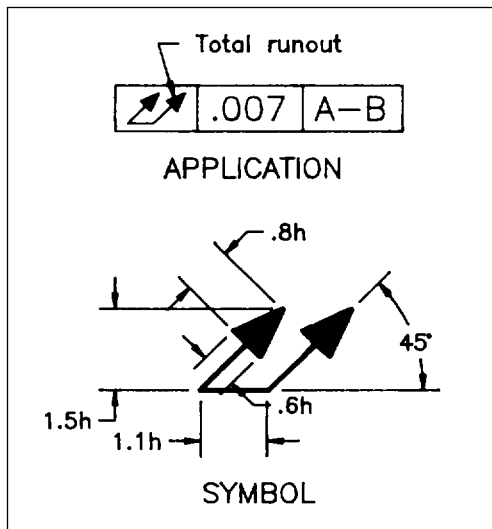 Total runout
.007 A-B
APPLICATION
.8h
45°
.6h
1.5h
1.1h
SYMBOL